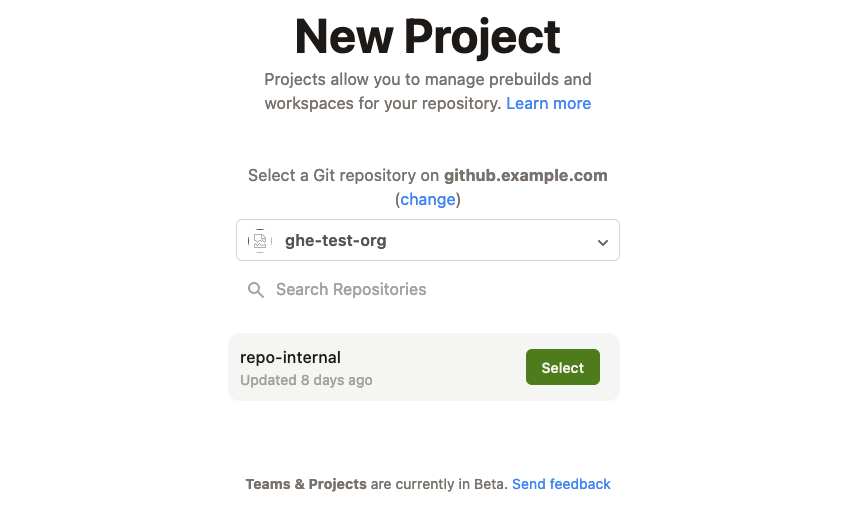 New Project
Projects allow you to manage prebuilds and
workspaces for your repository. Learn more
Select a Git repository on github.example.com
(change)
ghe-test-org
Search Repositories
repo-internal
Updated 8 days ago
Select
Teams & Projects are currently in Beta. Send feedback